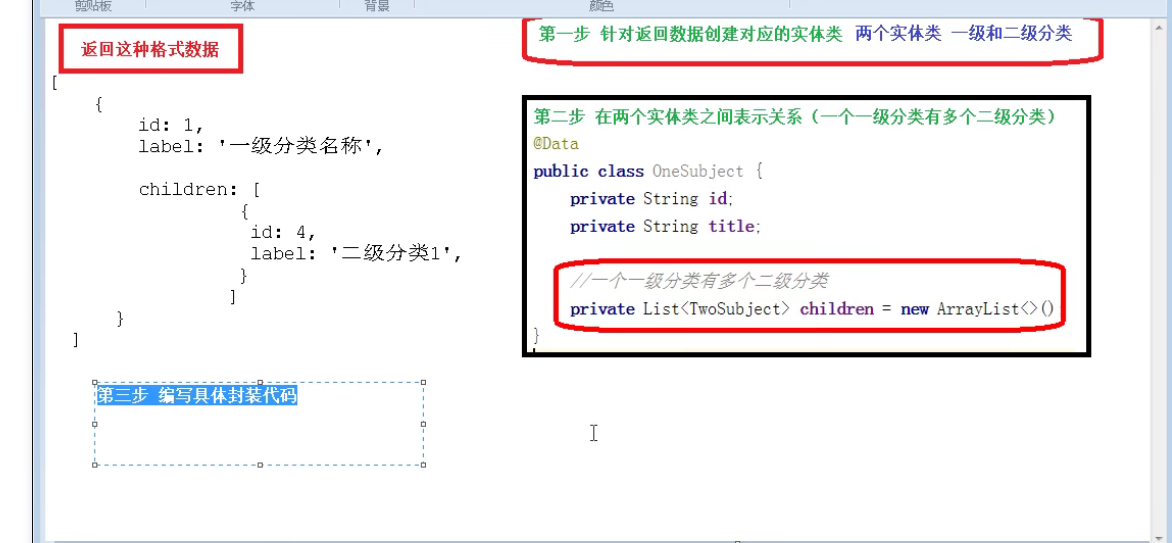 剪贴板 字体 背景 颜色
返回这种格式数据
[
{
id: 1,
label: '一级分类名称',
children: [
{
id: 4,
label: '二级分类1',
}
]
}
]
第三步 编写具体封装代码
第一步 针对返回数据创建对应的实体类 两个实体类 一级和二级分类
第二步 在两个实体类之间表示关系（一个一级分类有多个二级分类）
@Data
public class OneSubject {
private String id;
private String title;
//一个一级分类有多个二级分类
private List<TwoSubject> children = new ArrayList<>()
}